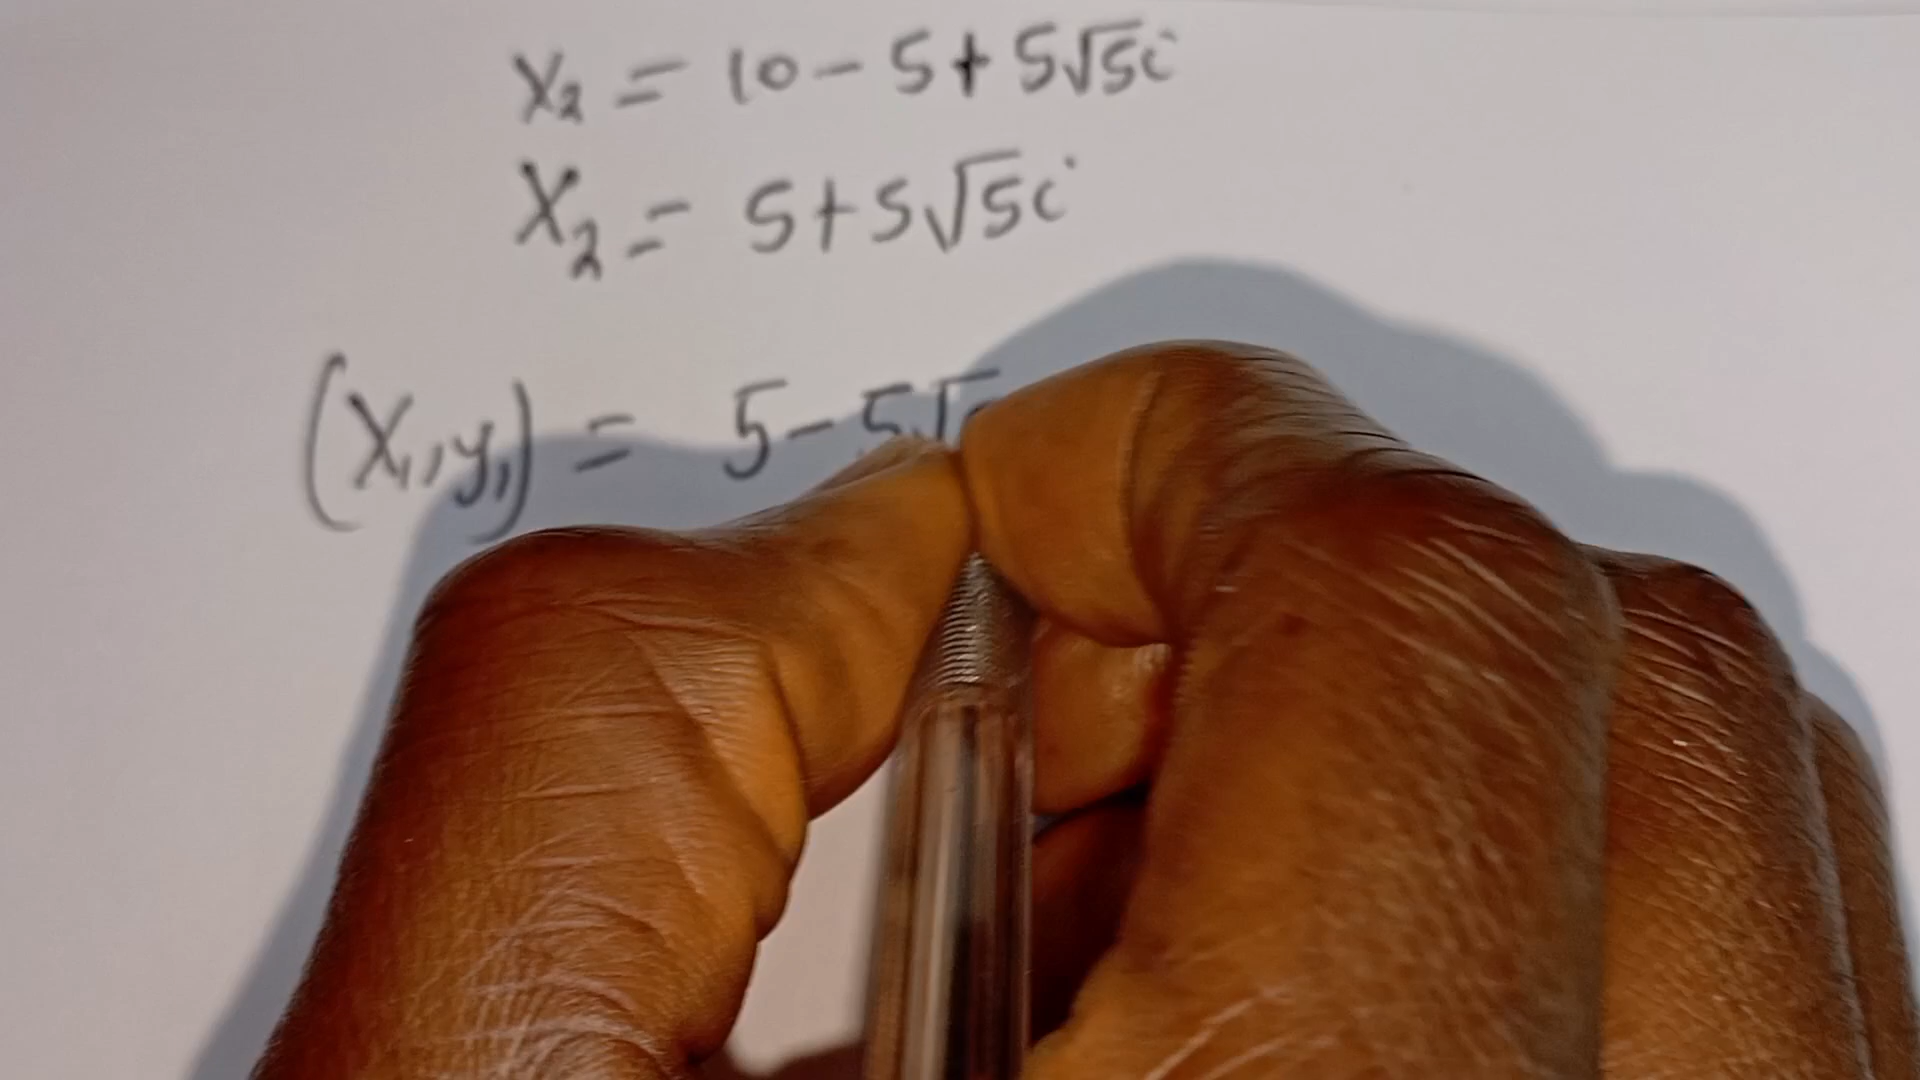 x₂ = 10 - 5 + 5√5i
x₂ = 5 + 5√5i
(x₁, y₁) = 5 - 5√